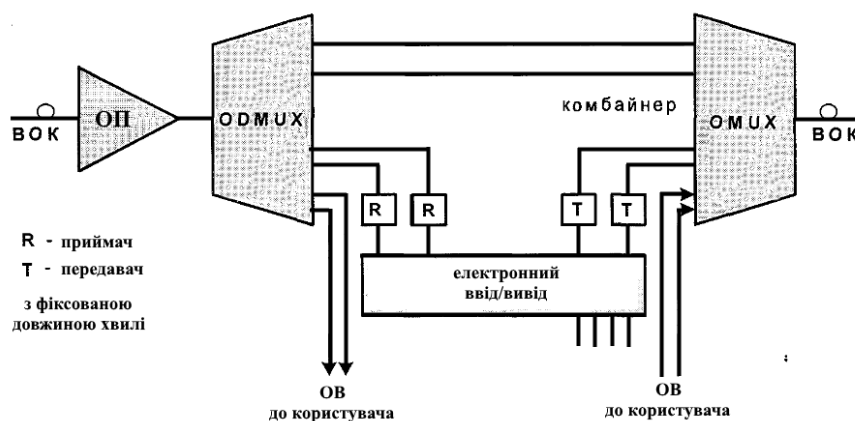 ВОК
ОП
ODMUX
комбайнер
OMUX
ВОК
R
R
T
T
R - приймач
T - передавач
з фіксованою
довжиною хвилі
електронний
ввід/вивід
ОВ
до користувача
ОВ
до користувача